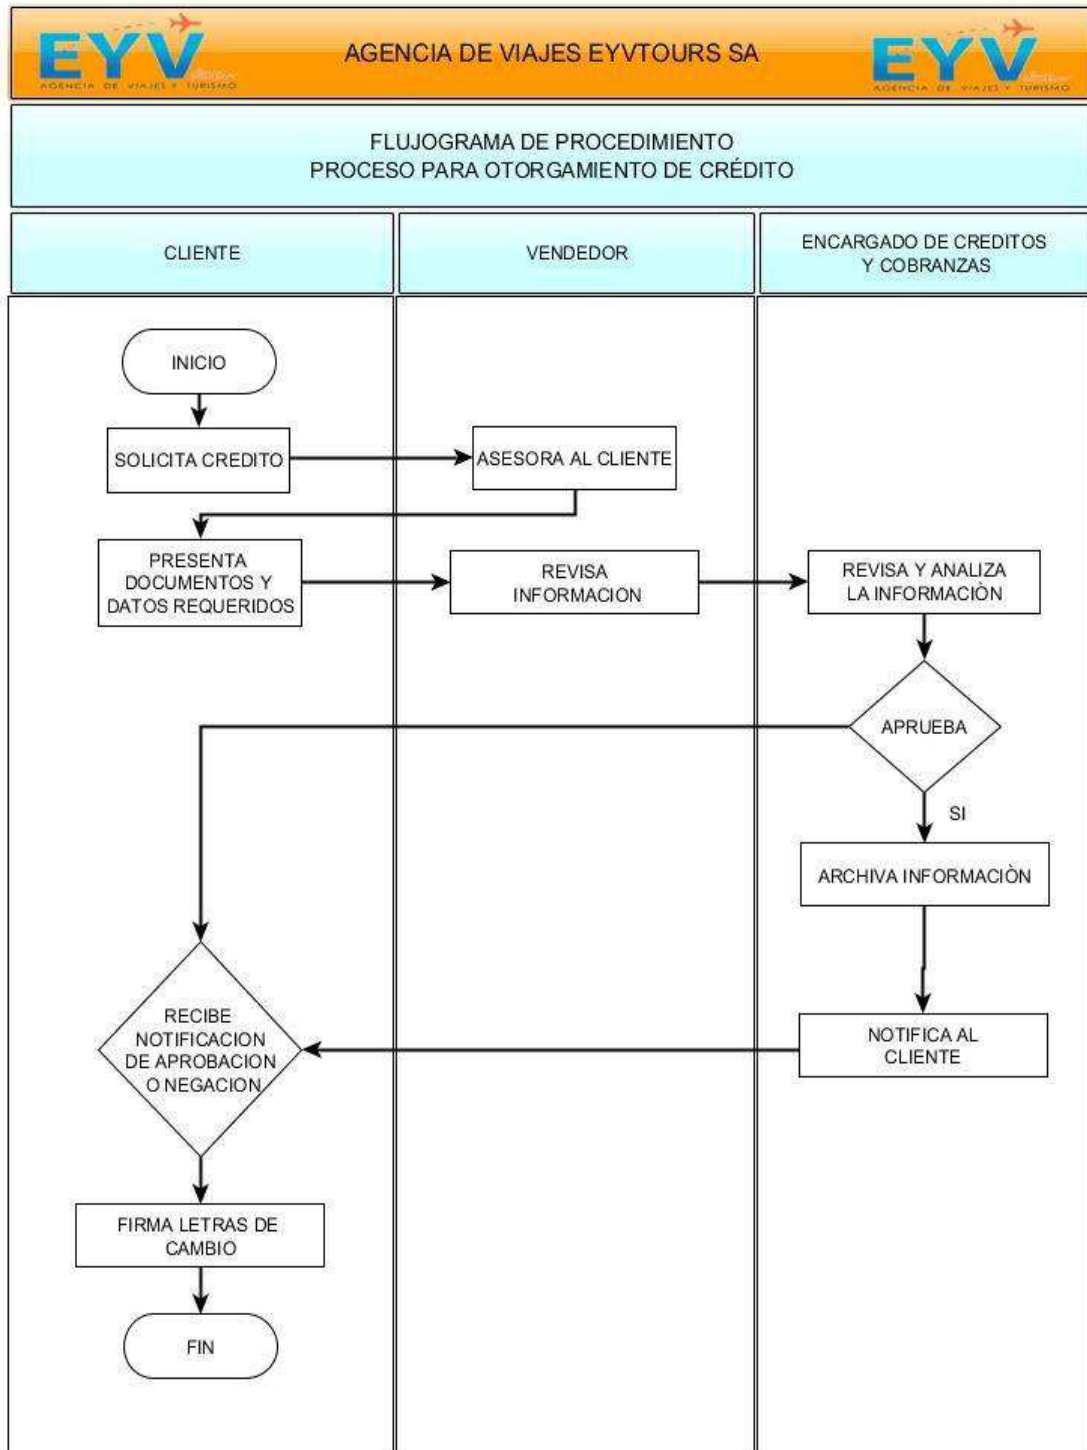 EYV
AGENCIA DE VIAJES Y TURISMO
AGENCIA DE VIAJES EYVTOURS SA
EYV
AGENCIA DE VIAJES Y TURISMO
FLUJOGRAMA DE PROCEDIMIENTO
PROCESO PARA OTORGAMIENTO DE CRÉDITO
CLIENTE
VENDEDOR
ENCARGADO DE CREDITOS
Y COBRANZAS
INICIO
SOLICITA CREDITO
ASESORA AL CLIENTE
PRESENTA
DOCUMENTOS Y
DATOS REQUERIDOS
REVISA
INFORMACION
REVISA Y ANALIZA
LA INFORMACIÒN
APRUEBA
SI
ARCHIVA INFORMACIÒN
NOTIFICA AL
CLIENTE
RECIBE
NOTIFICACION
DE APROBACION
O NEGACION
FIRMA LETRAS DE
CAMBIO
FIN